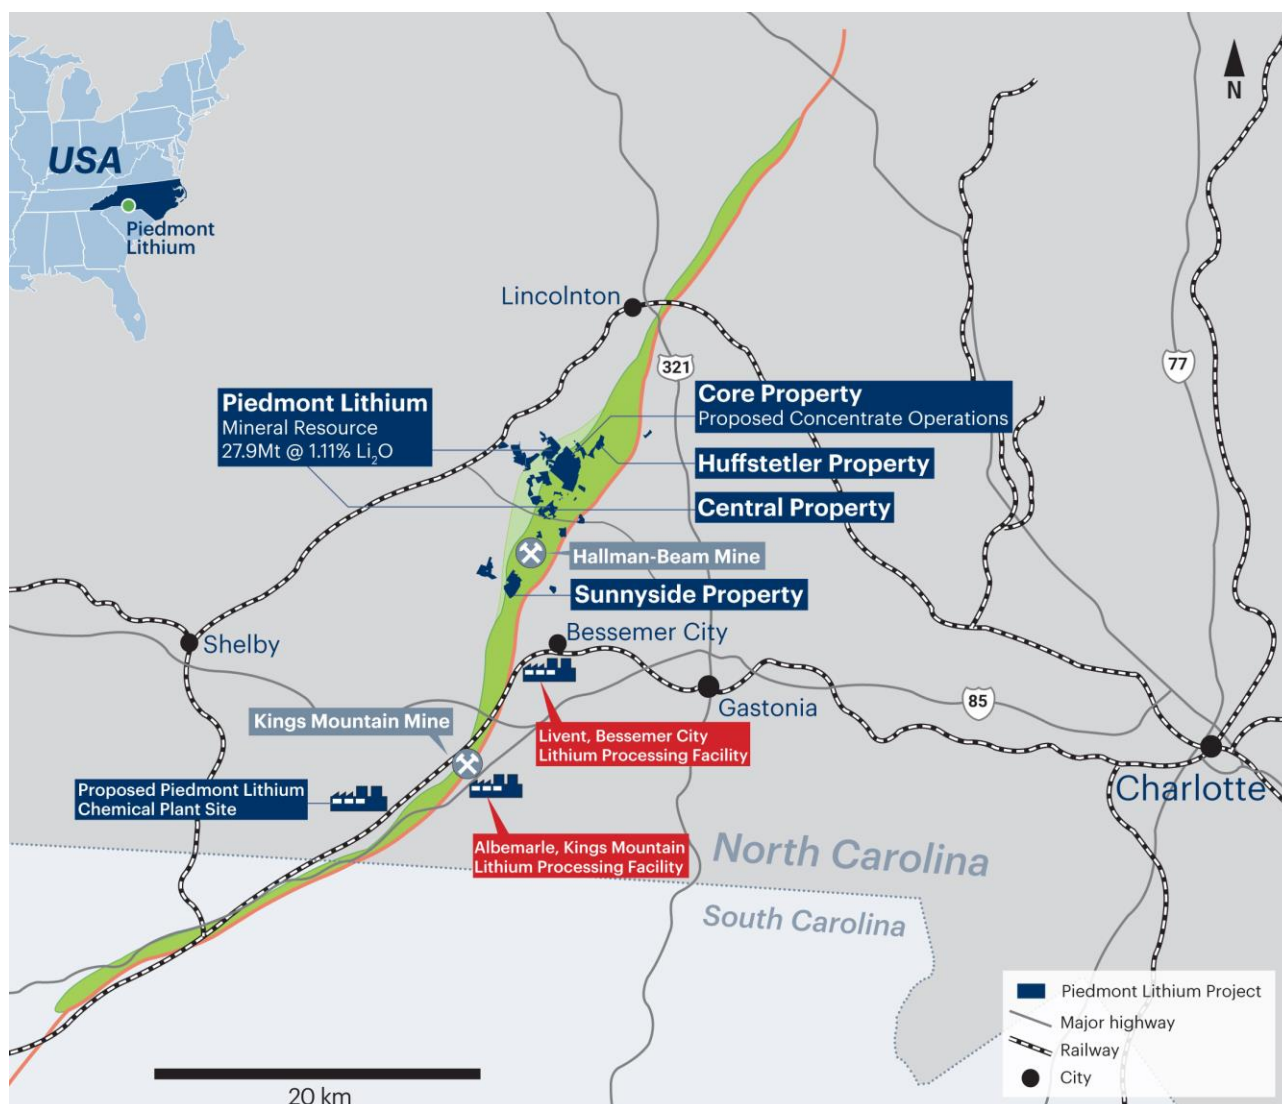 N
USA
Piedmont
Lithium
Lincolnton
321
77
Piedmont Lithium
Mineral Resource
27.9Mt @ 1.11% Li₂O
Core Property
Proposed Concentrate Operations
Huffstetler Property
Central Property
Hallman-Beam Mine
Sunnyside Property
Bessemer City
Shelby
Gastonia
85
Kings Mountain Mine
Livent, Bessemer City
Lithium Processing Facility
Charlotte
Proposed Piedmont Lithium
Chemical Plant Site
Albemarle, Kings Mountain
Lithium Processing Facility
North Carolina
South Carolina
Piedmont Lithium Project
Major highway
Railway
City
20 km